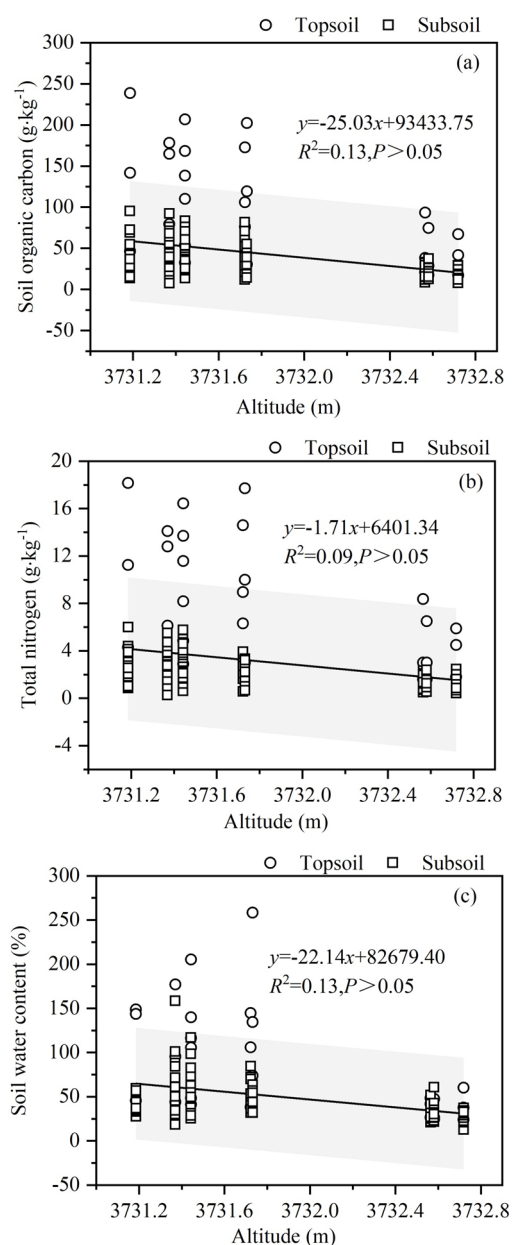 ○ Topsoil □ Subsoil
(a)
300
250
200
150
100
50
0
-50
Soil organic carbon (g·kg⁻¹)
y=-25.03x+93433.75
R²=0.13,P＞0.05
3731.2 3731.6 3732.0 3732.4 3732.8
Altitude (m)
○ Topsoil □ Subsoil
(b)
20
16
12
8
4
0
-4
Total nitrogen (g·kg⁻¹)
y=-1.71x+6401.34
R²=0.09,P＞0.05
3731.2 3731.6 3732.0 3732.4 3732.8
Altitude (m)
○ Topsoil □ Subsoil
(c)
300
250
200
150
100
50
0
-50
Soil water content (%)
y=-22.14x+82679.40
R²=0.13,P＞0.05
3731.2 3731.6 3732.0 3732.4 3732.8
Altitude (m)